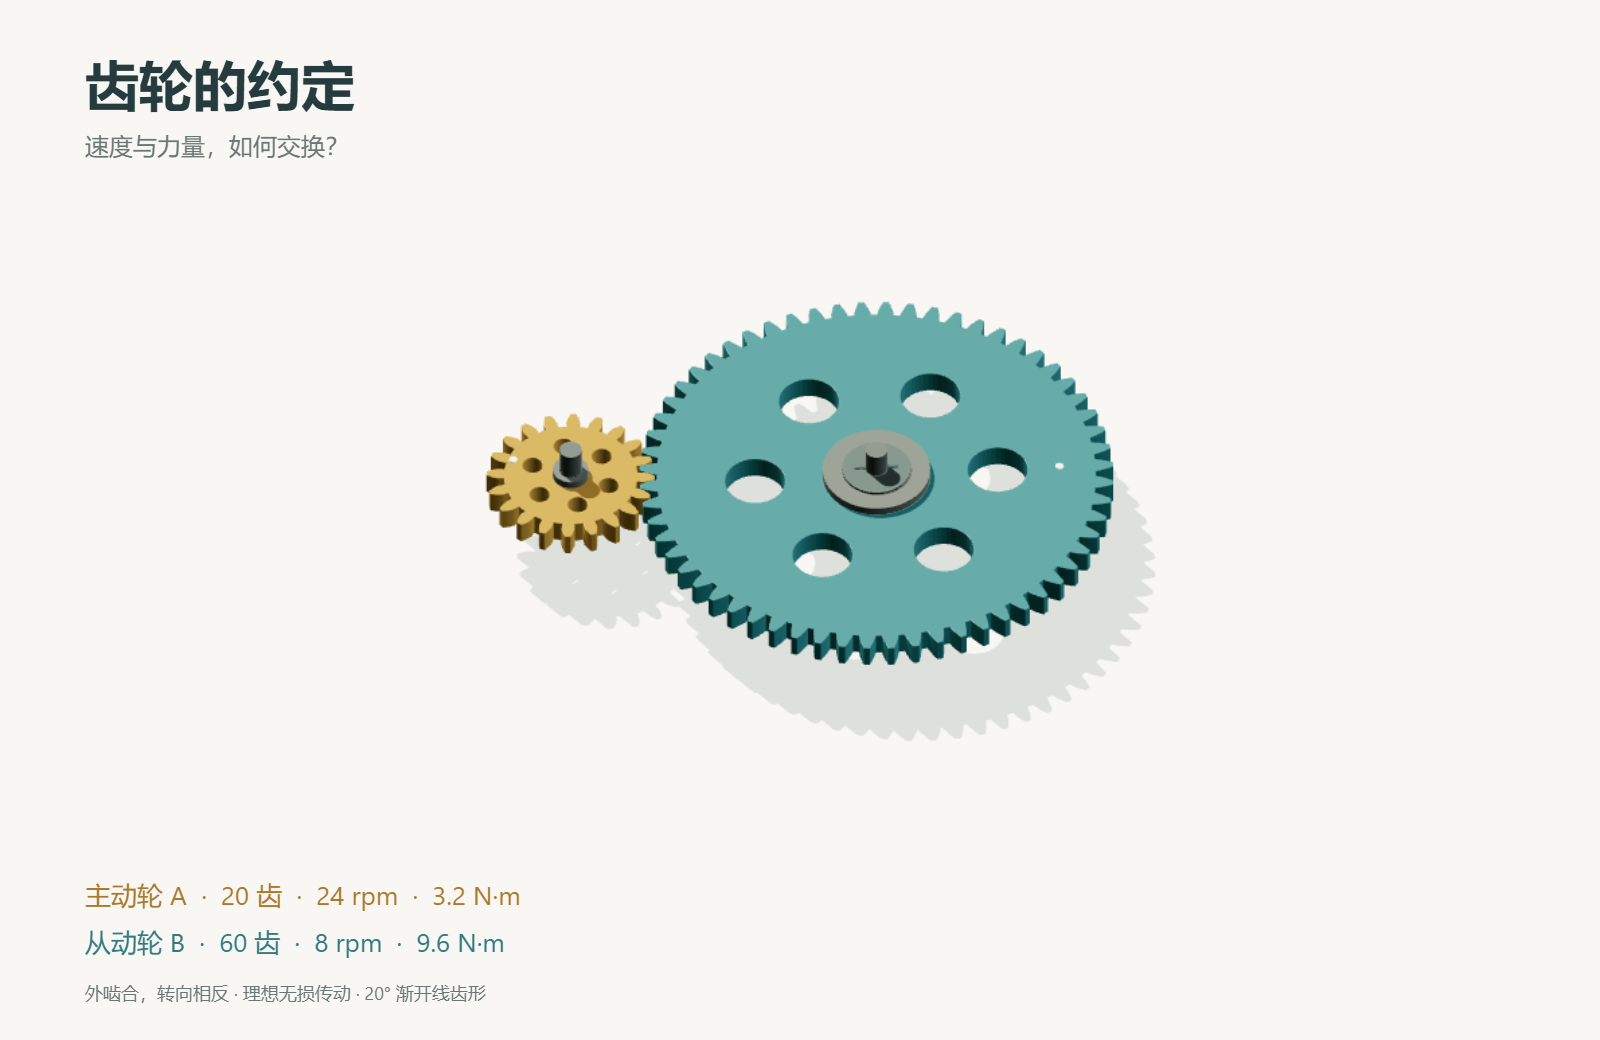 齿轮的约定
速度与力量，如何交换？
主动轮 A · 20 齿 · 24 rpm · 3.2 N·m
从动轮 B · 60 齿 · 8 rpm · 9.6 N·m
外啮合，转向相反 · 理想无损传动 · 20° 渐开线齿形